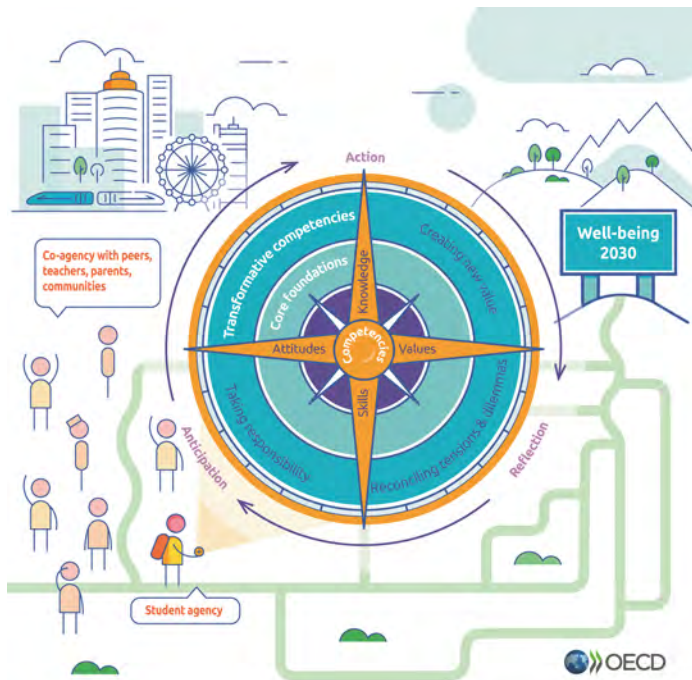 Action
Transformative competencies
Creating new value
Core foundations
Knowledge
Well-being
2030
Co-agency with peers,
teachers, parents,
communities
Attitudes
Competencies
Values
Skills
Taking responsibility
Reconciling tensions & dilemmas
Anticipation
Reflection
Student agency
OECD